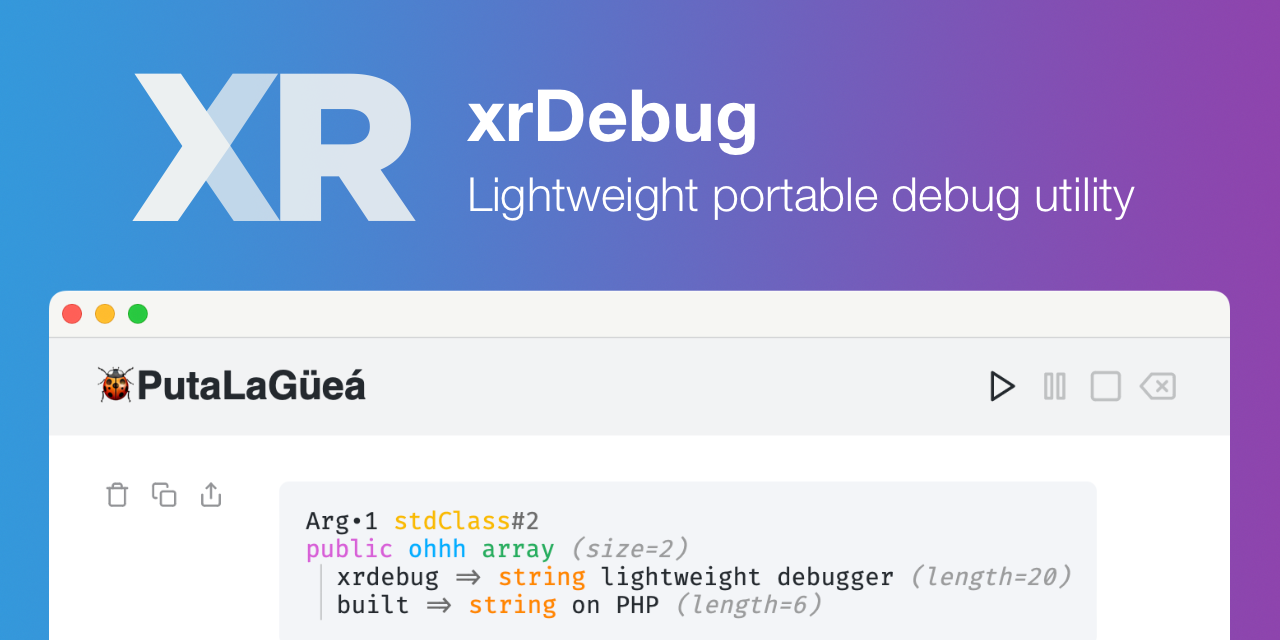 XR
xrDebug
Lightweight portable debug utility
🐞PutaLaGüeá
Arg•1 stdClass#2
public ohhh array (size=2)
xrdebug => string lightweight debugger (length=20)
built => string on PHP (length=6)